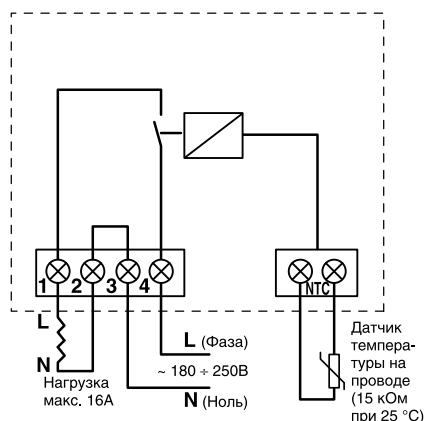 1 2 3 4
NTC
L
N
Нагрузка
макс. 16А
L (Фаза)
~ 180 ÷ 250В
N (Ноль)
Датчик
темпера-
туры на
проводе
(15 кОм
при 25 °C)